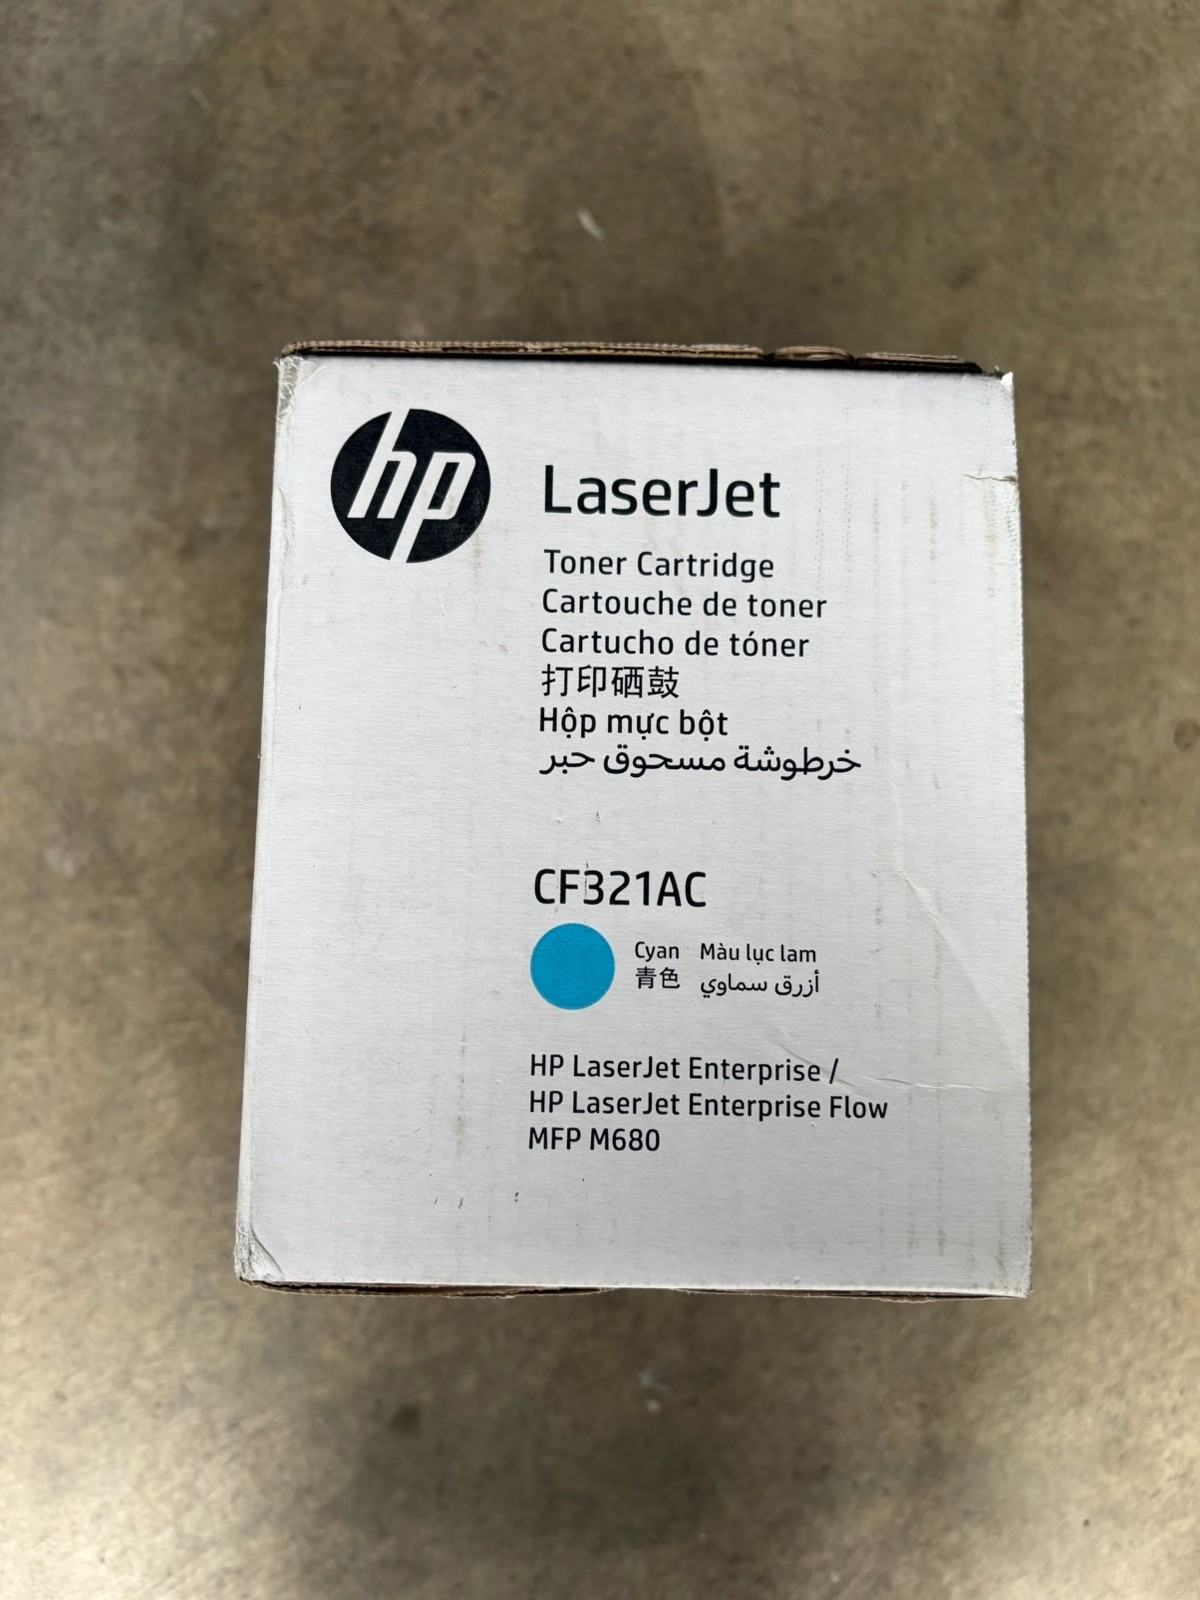 hp
LaserJet
Toner Cartridge
Cartouche de toner
Cartucho de tóner
打印硒鼓
Hộp mực bột
خرطوشة مسحوق حبر
CF321AC
Cyan Màu lục lam
青色 أزرق سماوي
HP LaserJet Enterprise /
HP LaserJet Enterprise Flow
MFP M680